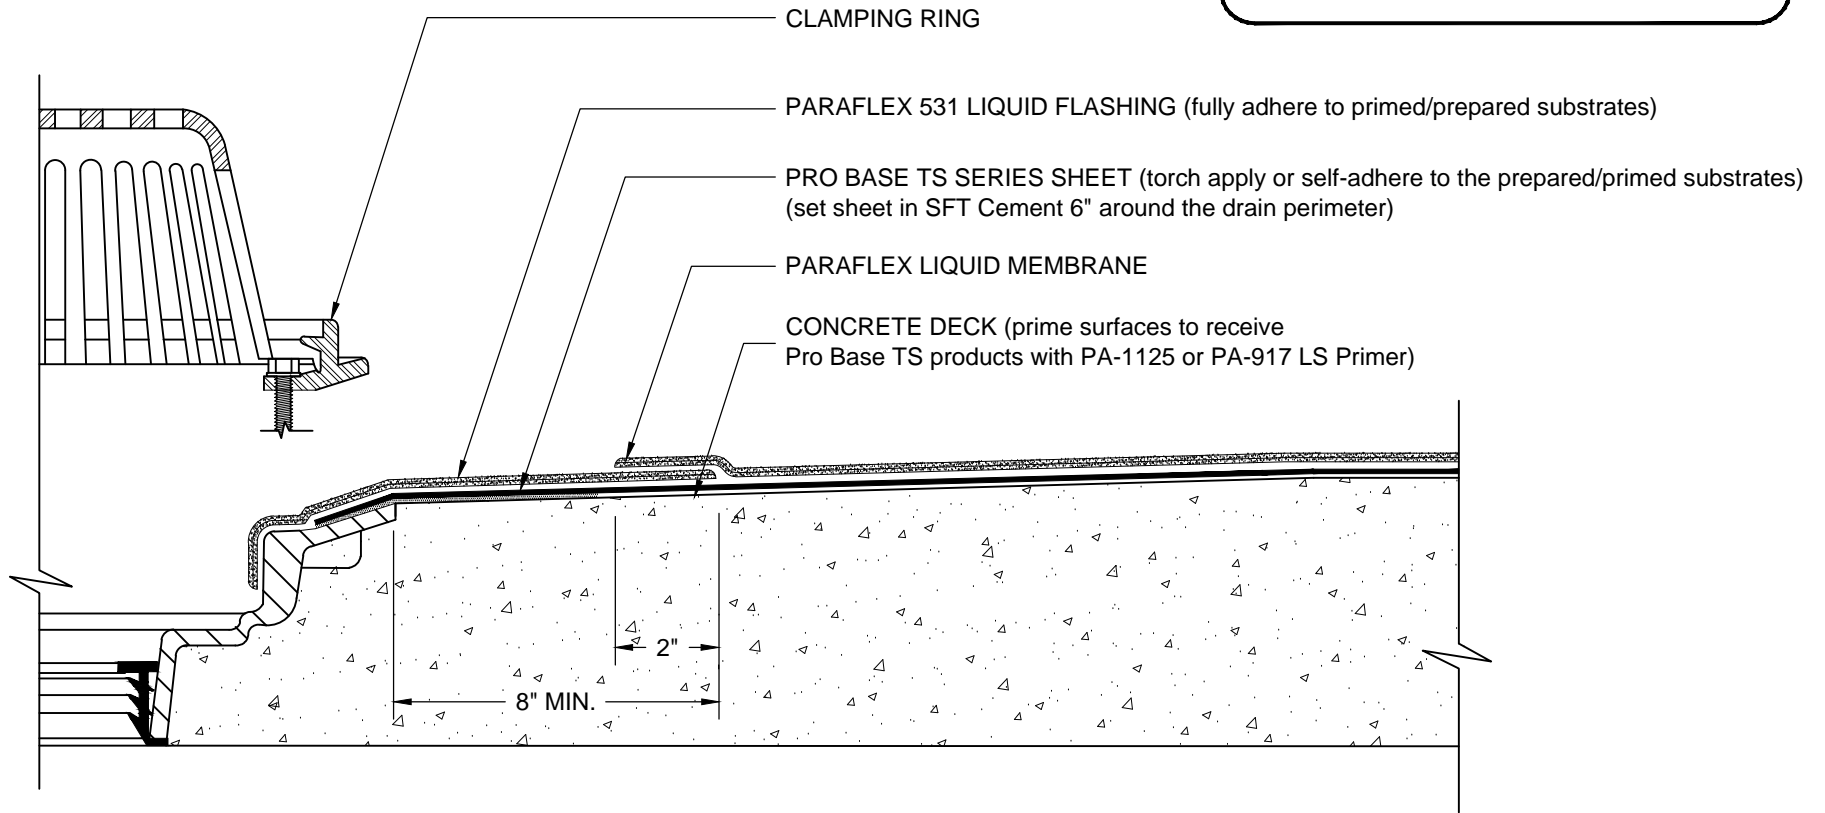 CLAMPING RING
PARAFLEX 531 LIQUID FLASHING (fully adhere to primed/prepared substrates)
PRO BASE TS SERIES SHEET (torch apply or self-adhere to the prepared/primed substrates)
(set sheet in SFT Cement 6" around the drain perimeter)
PARAFLEX LIQUID MEMBRANE
CONCRETE DECK (prime surfaces to receive
Pro Base TS products with PA-1125 or PA-917 LS Primer)
2"
8" MIN.